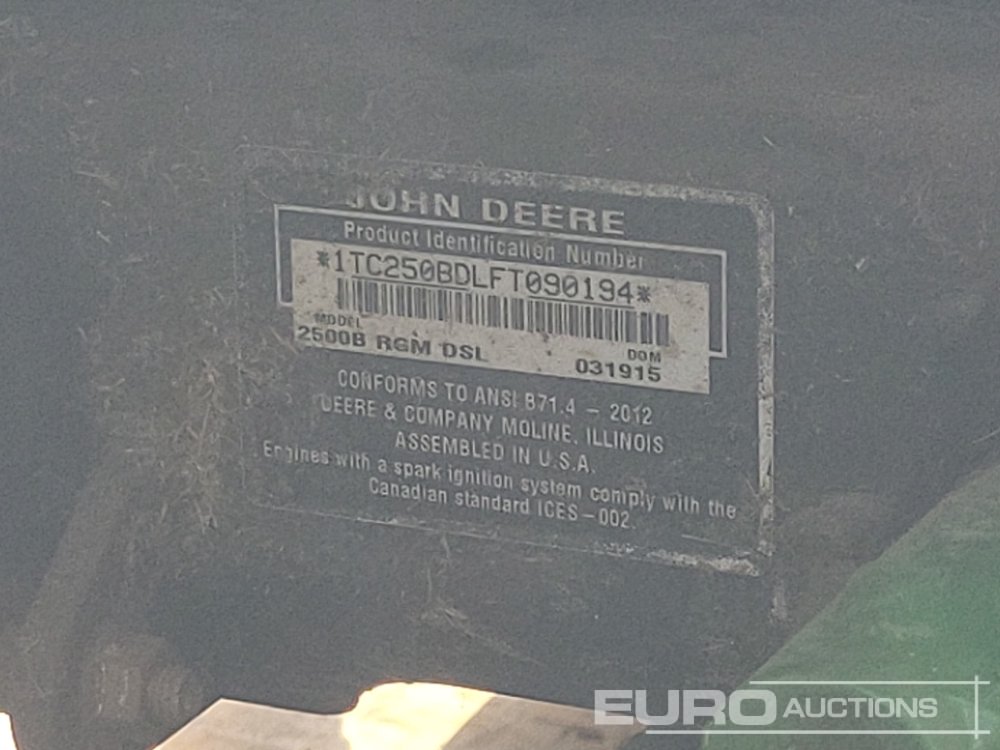 JOHN DEERE
Product Identification Number
*1TC250BDLFT090194*
MODEL
DOM
2500B RGM DSL
031915
CONFORMS TO ANSI B71.4 - 2012
DEERE & COMPANY MOLINE, ILLINOIS
ASSEMBLED IN U.S.A.
Engines with a spark ignition system comply with the
Canadian standard ICES-002.
EURO AUCTIONS